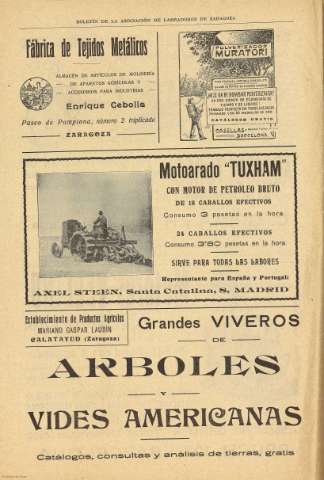 BOLETÍN DE LA ASOCIACIÓN DE LABRADORES DE ZARAGOZA
Fábrica de Tejidos Metálicos
ALMACÉN DE ARTÍCULOS DE MOLINERÍA
DE APARATOS AGRÍCOLAS Y
ACCESORIOS PARA INDUSTRIAS
Enrique Cebolla
Paseo de Pamplona, número 2 triplicado
ZARAGOZA
PULVERIZADOR
MURATORI
CATÁLOGOS GRATIS
BARCELONA
Motoarado "TUXHAM"
CON MOTOR DE PETROLEO BRUTO
DE 18 CABALLOS EFECTIVOS
Consumo 3 pesetas en la hora
24 CABALLOS EFECTIVOS
Consumo 3'80 pesetas en la hora
SIRVE PARA TODAS LAS LABORES
Representante para España y Portugal:
AXEL STEEN, Santa Catalina, 8, MADRID
Establecimiento de Productos Agrícolas
MARIANO GASPAR LAUDÍN
CALATAYUD (Zaragoza)
Grandes VIVEROS
DE
ARBOLES
Y
VIDES AMERICANAS
Catálogos, consultas y análisis de tierras, gratis